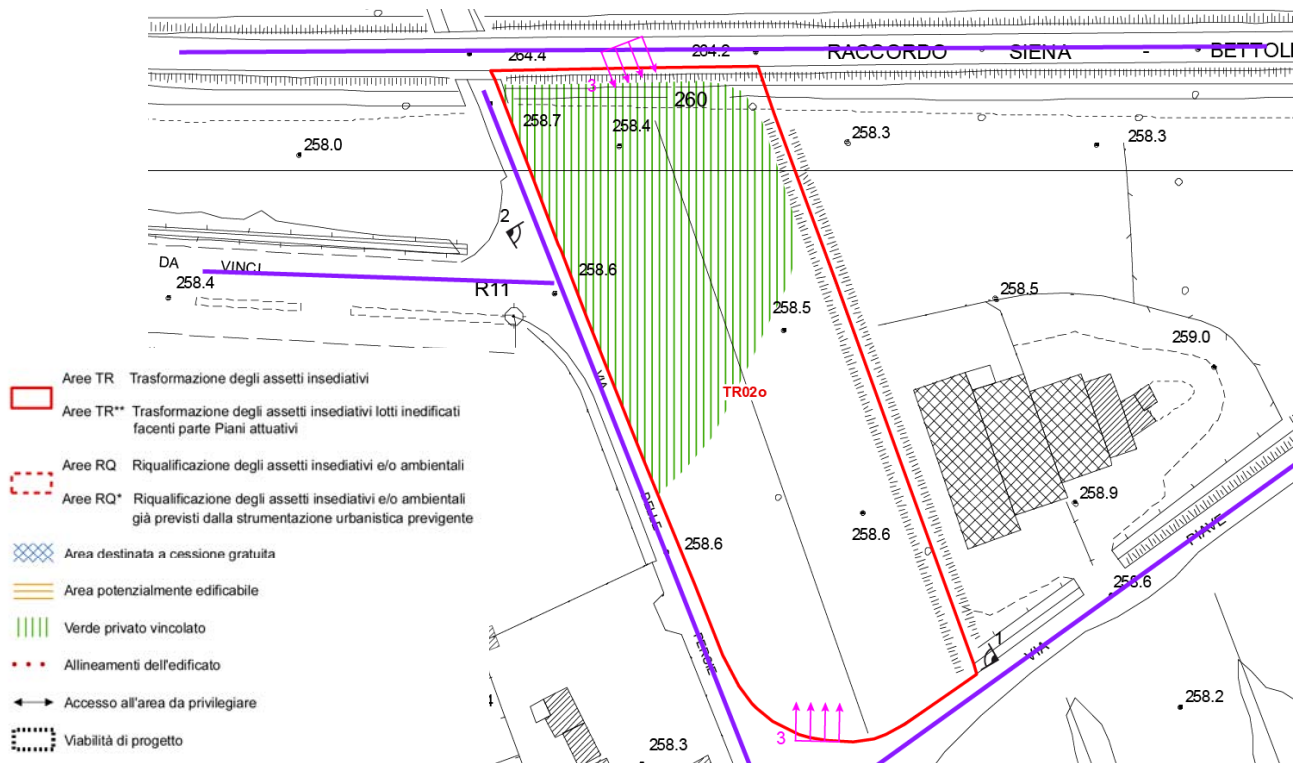 264.4
264.2
RACCORDO SIENA - BETTOLL
3
260
258.7
258.4
258.3
258.3
258.0
2
DA VINCI
258.6
258.4
R11
258.5
258.5
259.0
VIA
TR02o
Aree TR Trasformazione degli assetti insediativi
Aree TR** Trasformazione degli assetti insediativi lotti inedificati
facenti parte Piani attuativi
Aree RQ Riqualificazione degli assetti insediativi e/o ambientali
Aree RQ* Riqualificazione degli assetti insediativi e/o ambientali
già previsti dalla strumentazione urbanistica previgente
Area destinata a cessione gratuita
Area potenzialmente edificabile
Verde privato vincolato
Allineamenti dell'edificato
Accesso all'area da privilegiare
Viabilità di progetto
DELLE
258.9
258.6
258.6
PIAVE
258.6
PERGIE
1
VIA
4
258.2
3
258.3